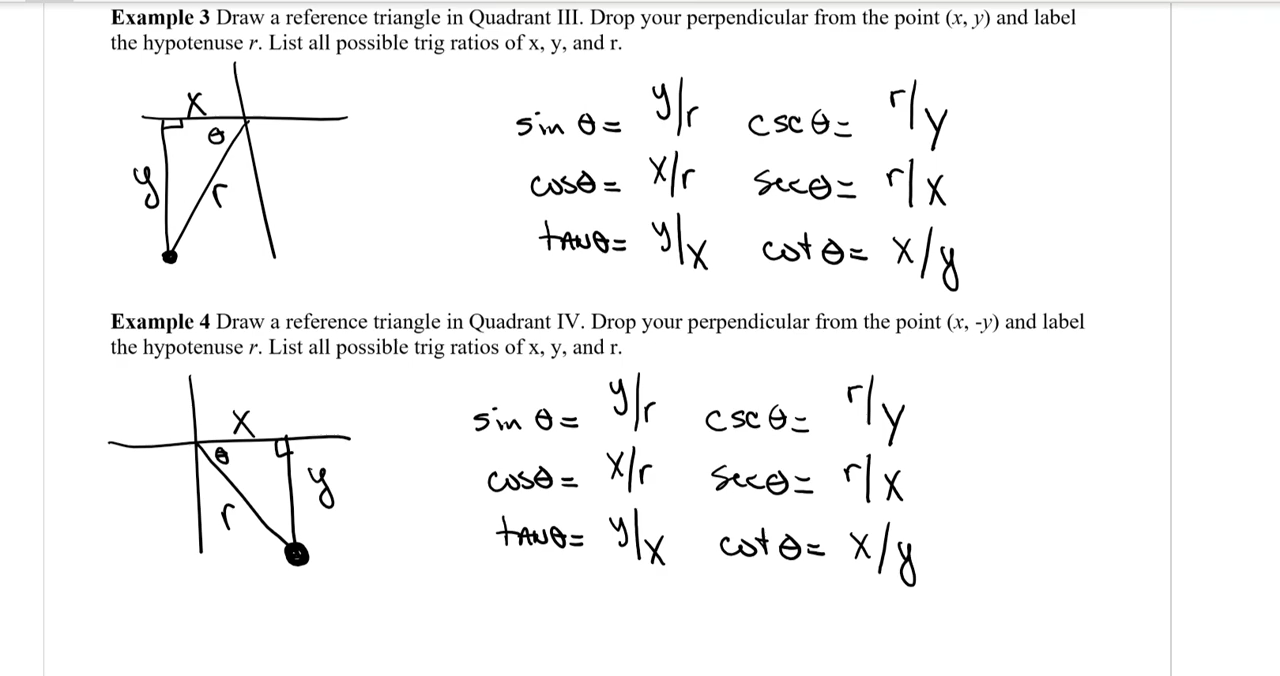 Example 3 Draw a reference triangle in Quadrant III. Drop your perpendicular from the point (x, y) and label
the hypotenuse r. List all possible trig ratios of x, y, and r.
x
θ
y
r
sin θ = y/r csc θ = r/y
cos θ = x/r sec θ = r/x
tan θ = y/x cot θ = x/y
Example 4 Draw a reference triangle in Quadrant IV. Drop your perpendicular from the point (x, -y) and label
the hypotenuse r. List all possible trig ratios of x, y, and r.
x
θ
y
r
sin θ = y/r csc θ = r/y
cos θ = x/r sec θ = r/x
tan θ = y/x cot θ = x/y